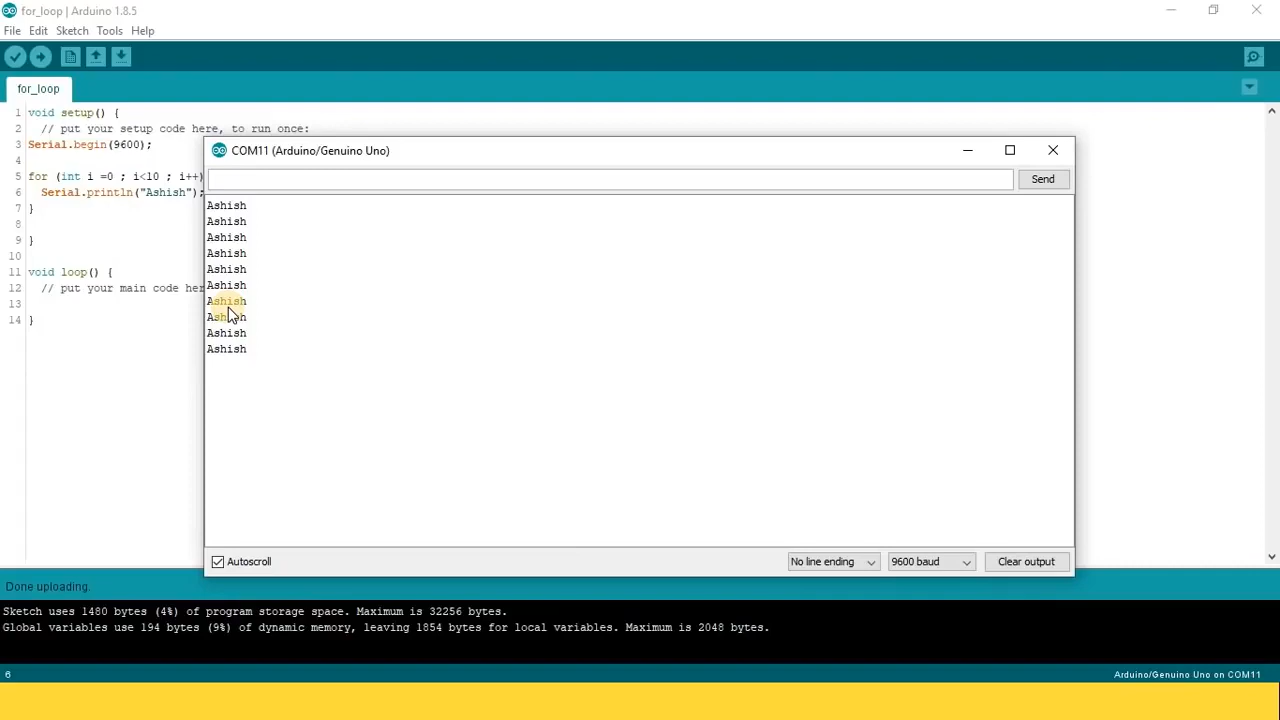 for_loop | Arduino 1.8.5
File Edit Sketch Tools Help
for_loop
1 void setup() {
2 // put your setup code here, to run once:
3 Serial.begin(9600);
4
5 for (int i =0 ; i<10 ; i++)
6 Serial.println("Ashish");
7 }
8
9 }
10
11 void loop() {
12 // put your main code her
13
14 }
COM11 (Arduino/Genuino Uno)
Send
Ashish
Ashish
Ashish
Ashish
Ashish
Ashish
Ashish
Ashish
Ashish
Ashish
Autoscroll
No line ending
9600 baud
Clear output
Done uploading.
Sketch uses 1480 bytes (4%) of program storage space. Maximum is 32256 bytes.
Global variables use 194 bytes (9%) of dynamic memory, leaving 1854 bytes for local variables. Maximum is 2048 bytes.
6
Arduino/Genuino Uno on COM11